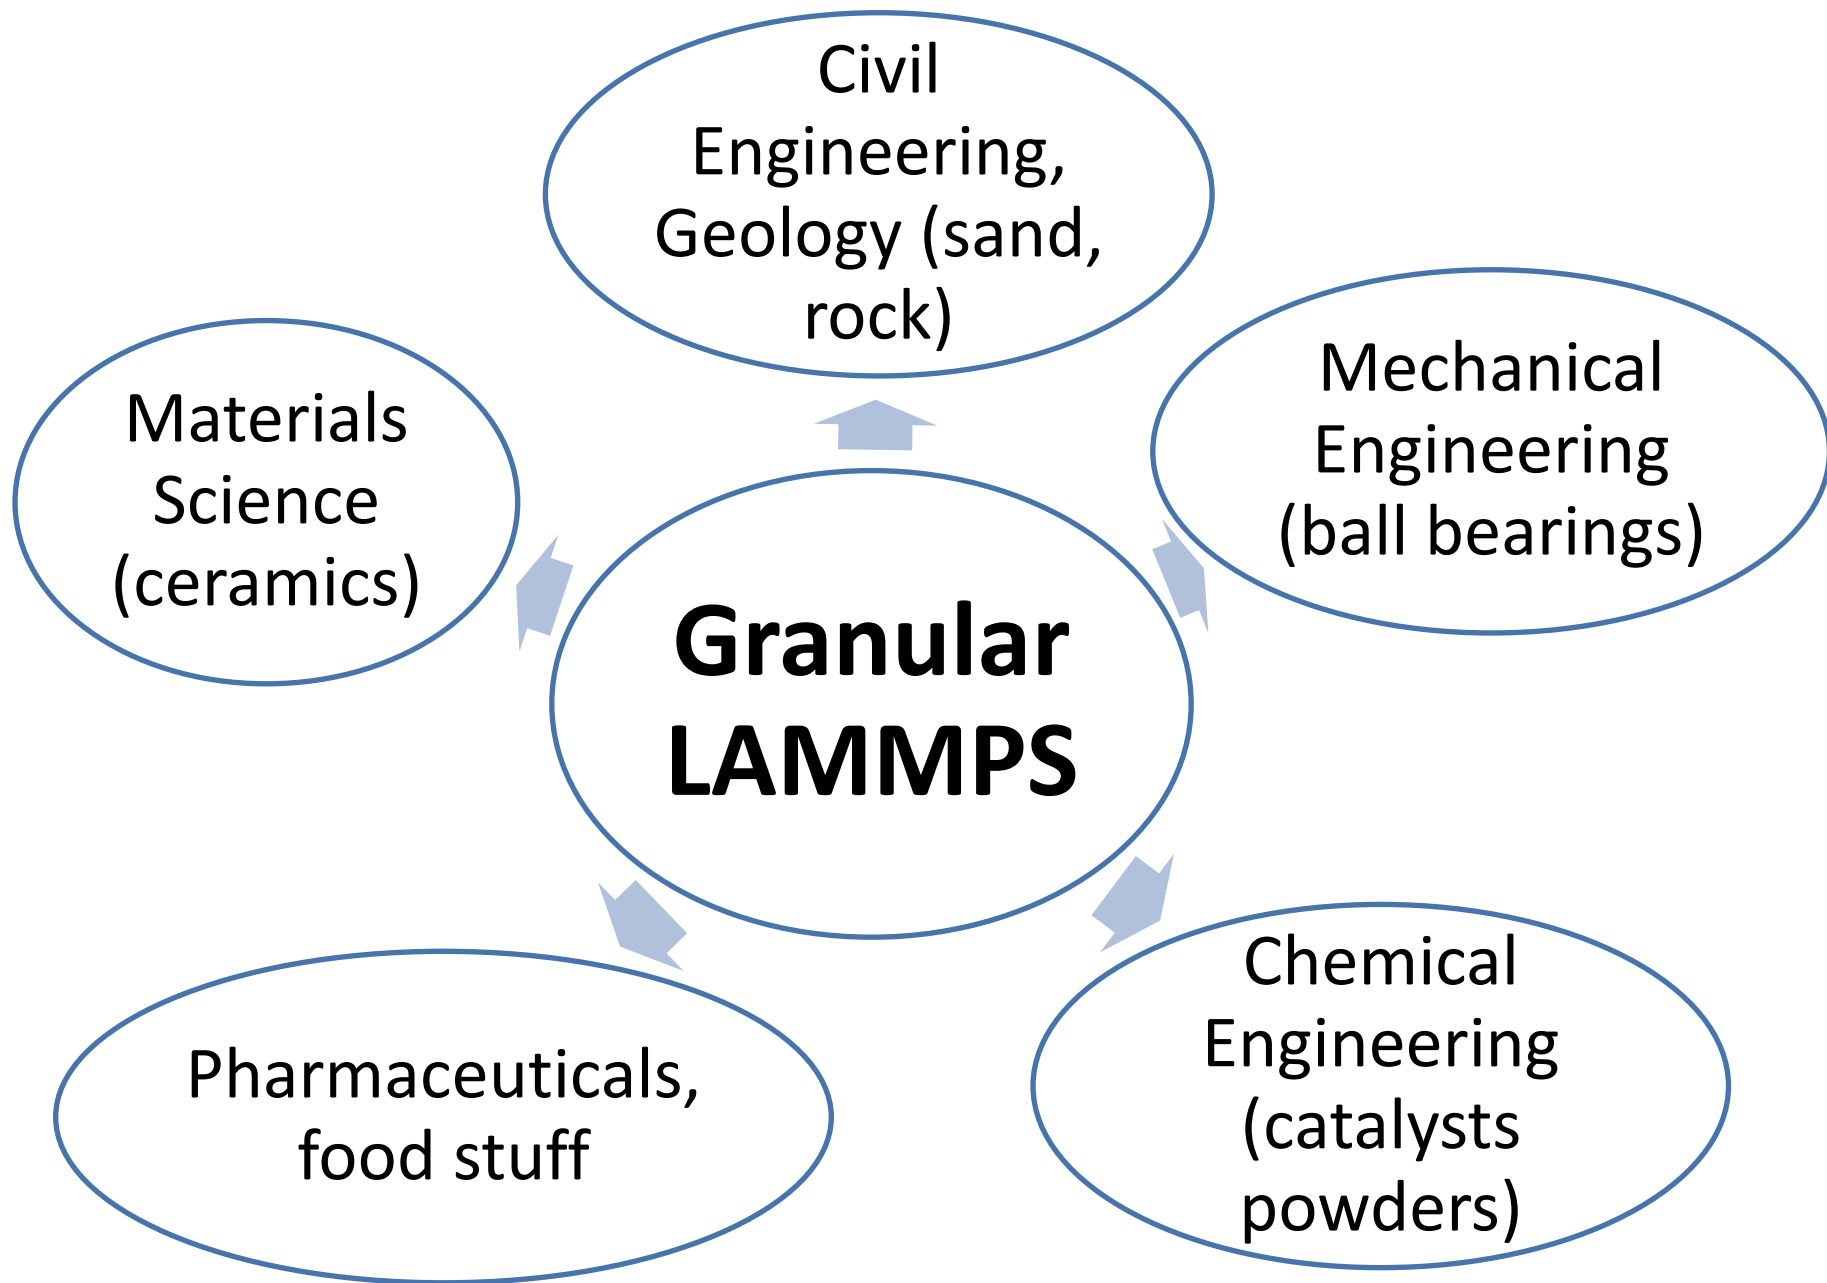 Civil
Engineering,
Geology (sand,
rock)
Mechanical
Engineering
(ball bearings)
Materials
Science
(ceramics)
Granular
LAMMPS
Chemical
Engineering
(catalysts
powders)
Pharmaceuticals,
food stuff